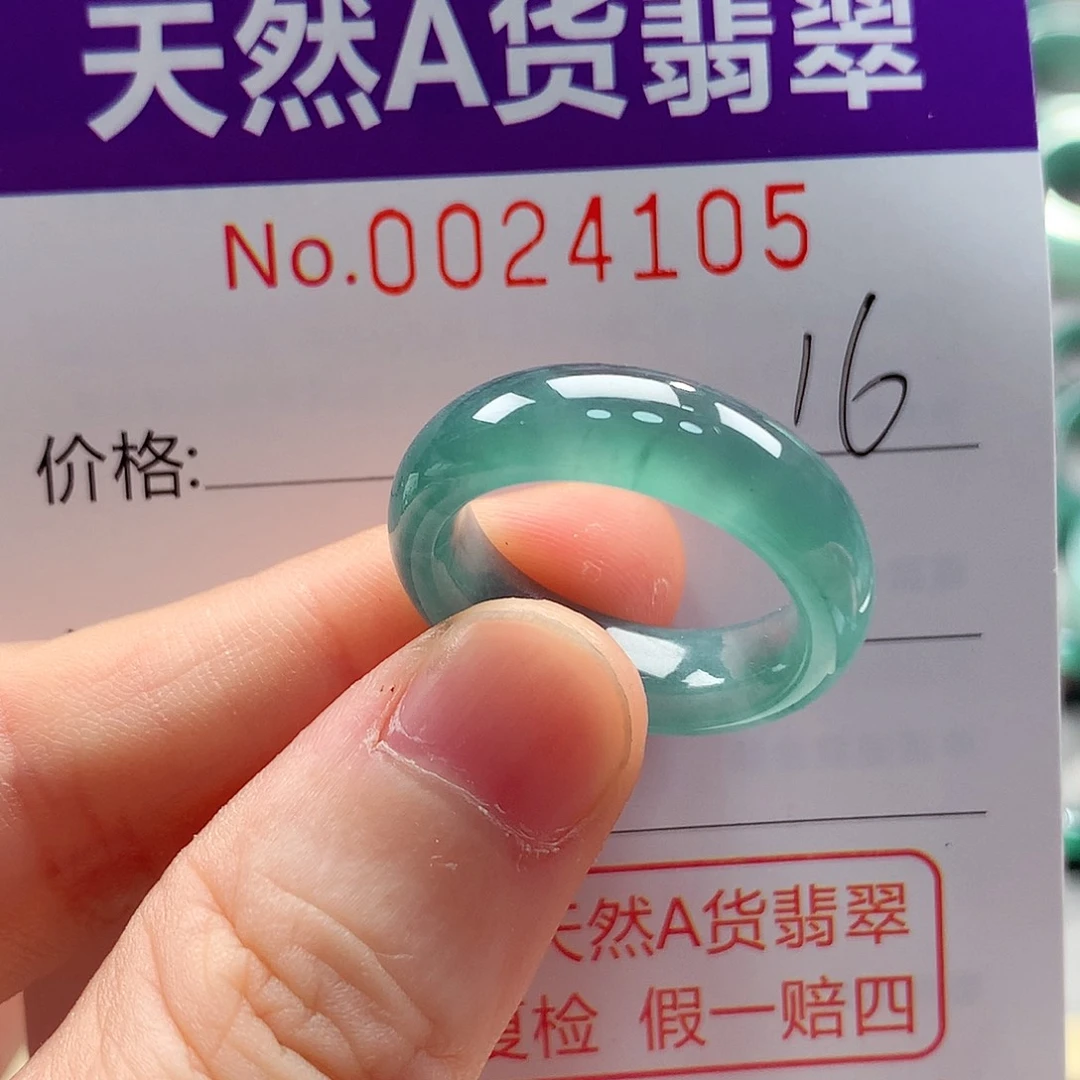 天然A货翡翠
No.0024105
16
价格:
天然A货翡翠
复检 假一赔四